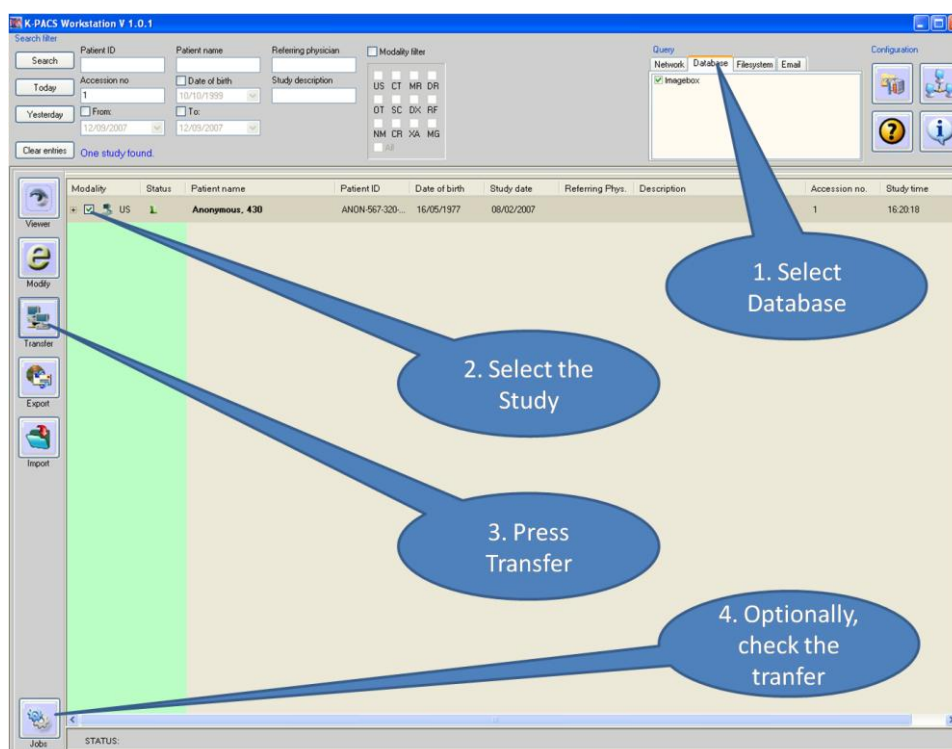 K-PACS Workstation V 1.0.1
Search filter
Search
Today
Yesterday
Clear entries
Patient ID
Patient name
Referring physician
Accession no
Date of birth
Study description
1
10/10/1999
From:
To:
12/09/2007
12/09/2007
One study found.
Modality filter
US CT MR DR
OT SC DX RF
NM CR XA MG
All
Query
Network Database Filesystem Email
Imagebox
Configuration
Modality Status Patient name Patient ID Date of birth Study date Referring Phys. Description Accession no. Study time
US L Anonymous, 430 ANON-567-320-... 16/05/1977 08/02/2007 1 16:20:18
Viewer
Modify
Transfer
Export
Import
Jobs
1. Select
Database
2. Select the
Study
3. Press
Transfer
4. Optionally,
check the
tranfer
STATUS: